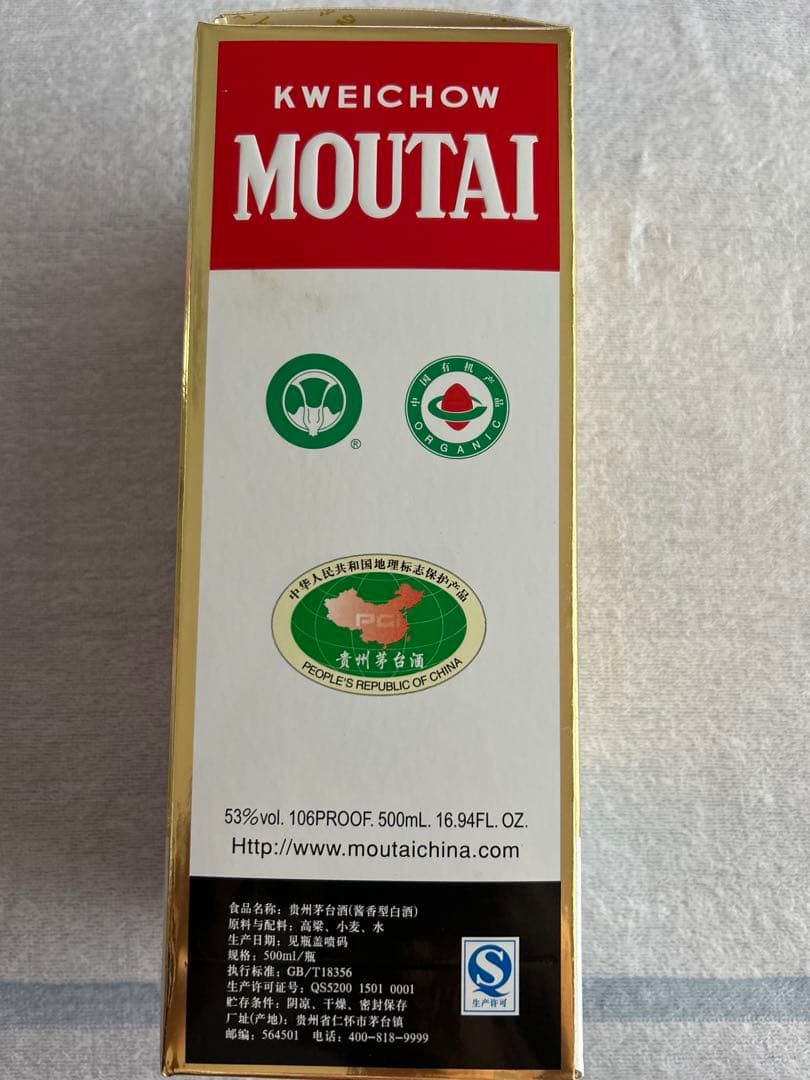 KWEICHOW
MOUTAI
®
中国有机产品
ORGANIC
中华人民共和国地理标志保护产品
PGI
贵州茅台酒
PEOPLE'S REPUBLIC OF CHINA
53%vol. 106PROOF. 500mL. 16.94FL. OZ.
Http://www.moutaichina.com
食品名称：贵州茅台酒(酱香型白酒)
原料与配料：高粱、小麦、水
生产日期：见瓶盖喷码
规格：500ml/瓶
执行标准：GB/T18356
生产许可证号：QS5200 1501 0001
贮存条件：阴凉、干燥、密封保存
厂址(产地)：贵州省仁怀市茅台镇
邮编：564501 电话：400-818-9999
S
生产许可